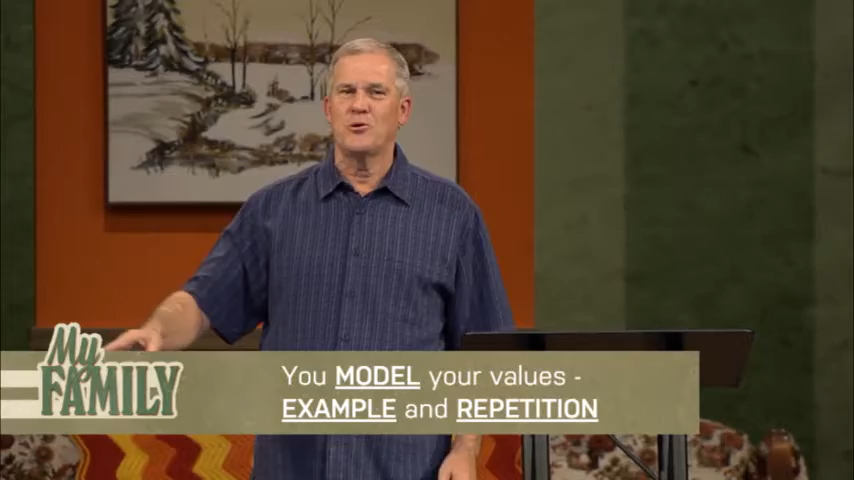 My
FAMILY
You MODEL your values -
EXAMPLE and REPETITION